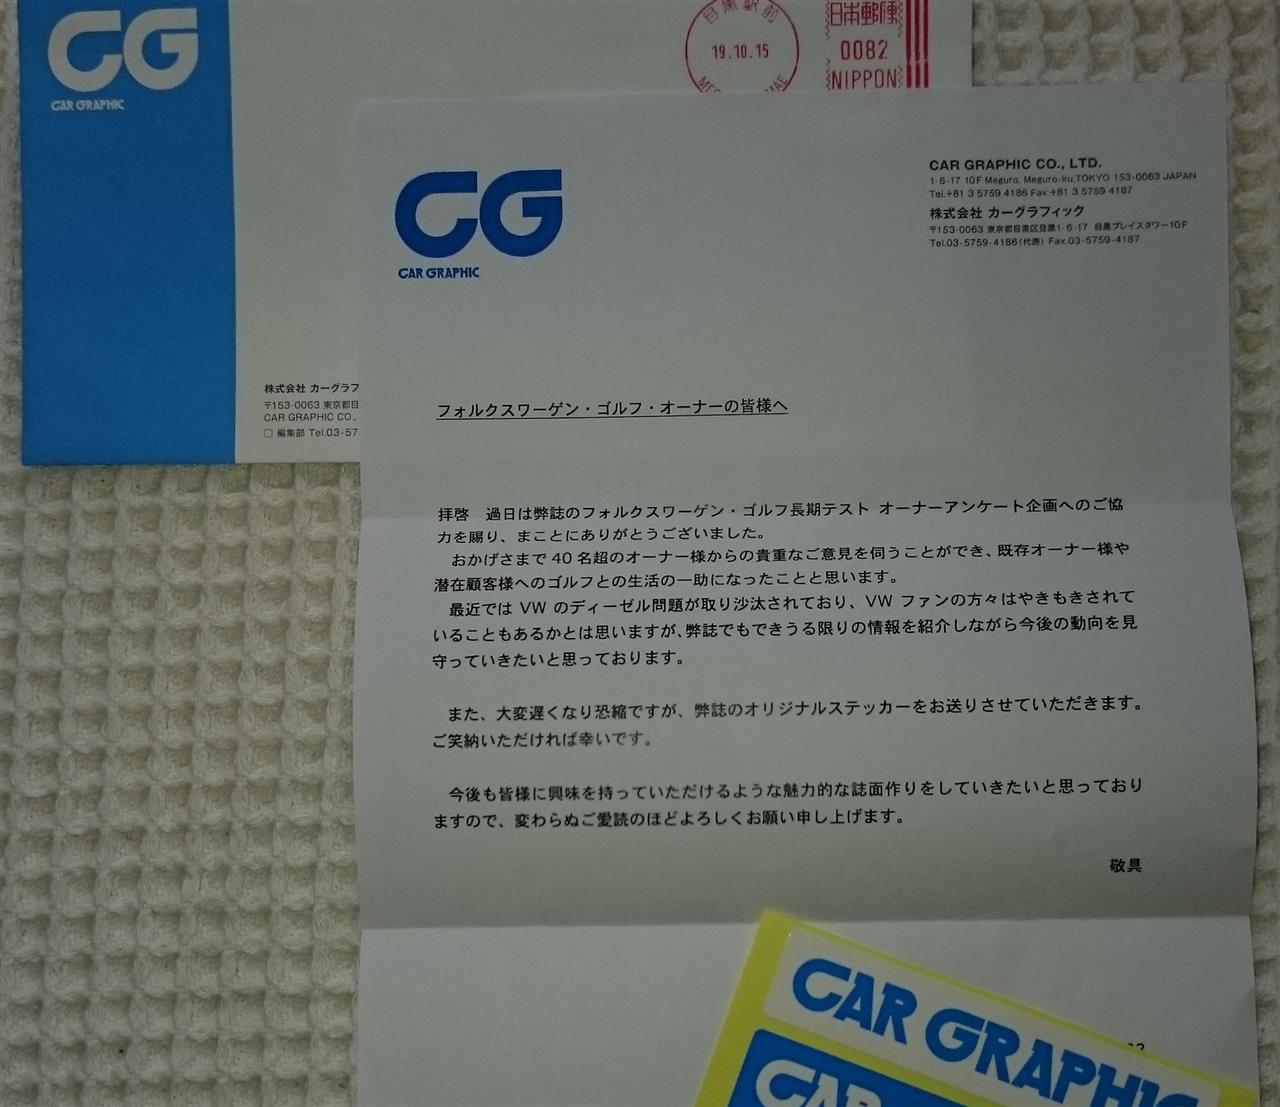 CG
CAR GRAPHIC
目黒駅前
19.10.15
日本郵便
0082
NIPPON
株式会社 カーグラフ
〒153-0063 東京都目
CAR GRAPHIC CO.,
□ 編集部 Tel.03-57
CG
CAR GRAPHIC
CAR GRAPHIC CO., LTD.
1-6-17 10F Meguro, Meguro-ku,TOKYO 153-0063 JAPAN
Tel.+81 3 5759 4186 Fax +81 3 5759 4187
株式会社 カーグラフィック
〒153-0063 東京都目黒区目黒1-6-17 目黒プレイスタワー10F
Tel.03-5759-4186(代表) Fax.03-5759-4187
フォルクスワーゲン・ゴルフ・オーナーの皆様へ
拝啓 過日は弊誌のフォルクスワーゲン・ゴルフ長期テスト オーナーアンケート企画へのご協
力を賜り、まことにありがとうございました。
おかげさまで 40 名超のオーナー様からの貴重なご意見を伺うことができ、既存オーナー様や
潜在顧客様へのゴルフとの生活の一助になったことと思います。
最近では VW のディーゼル問題が取り沙汰されており、VW ファンの方々はやきもきされて
いることもあるかとは思いますが、弊誌でもできうる限りの情報を紹介しながら今後の動向を見
守っていきたいと思っております。
また、大変遅くなり恐縮ですが、弊誌のオリジナルステッカーをお送りさせていただきます。
ご笑納いただければ幸いです。
今後も皆様に興味を持っていただけるような魅力的な誌面作りをしていきたいと思っており
ますので、変わらぬご愛読のほどよろしくお願い申し上げます。
敬具
CAR GRAPHIC
CAR